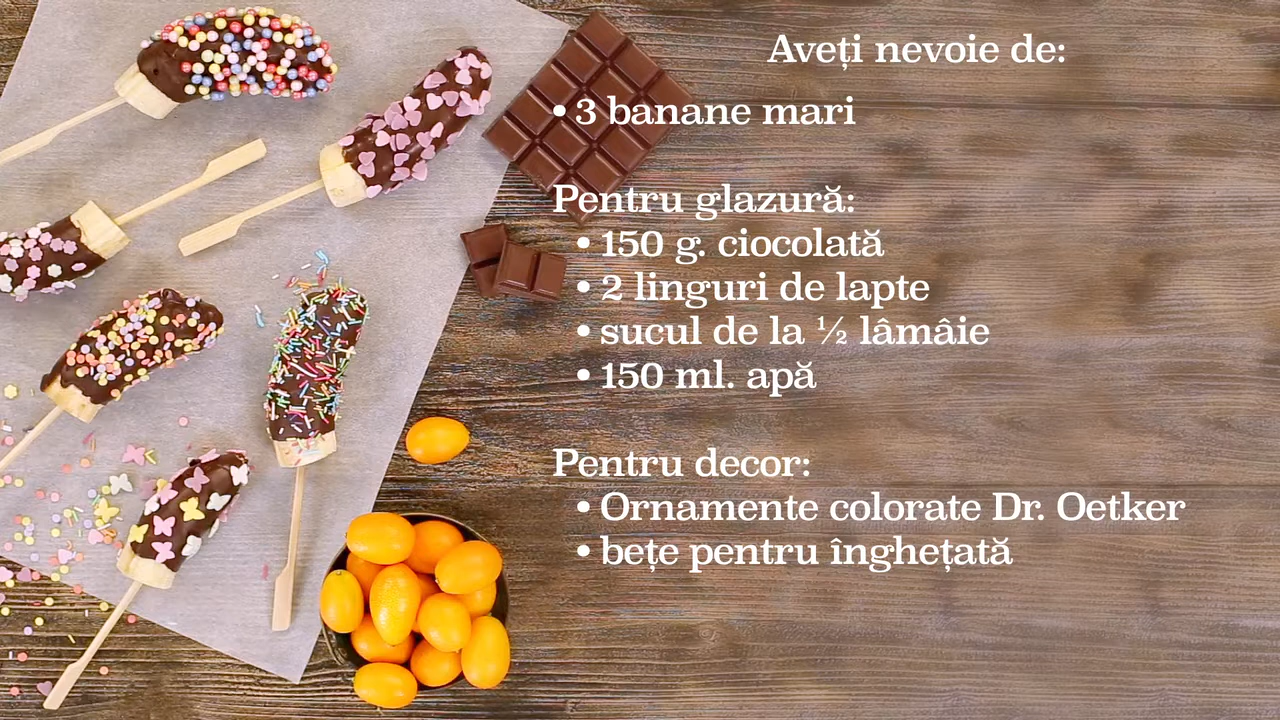 Aveți nevoie de:
• 3 banane mari
Pentru glazură:
• 150 g. ciocolată
• 2 linguri de lapte
• sucul de la ½ lâmâie
• 150 ml. apă
Pentru decor:
• Ornamente colorate Dr. Oetker
• bețe pentru înghețată